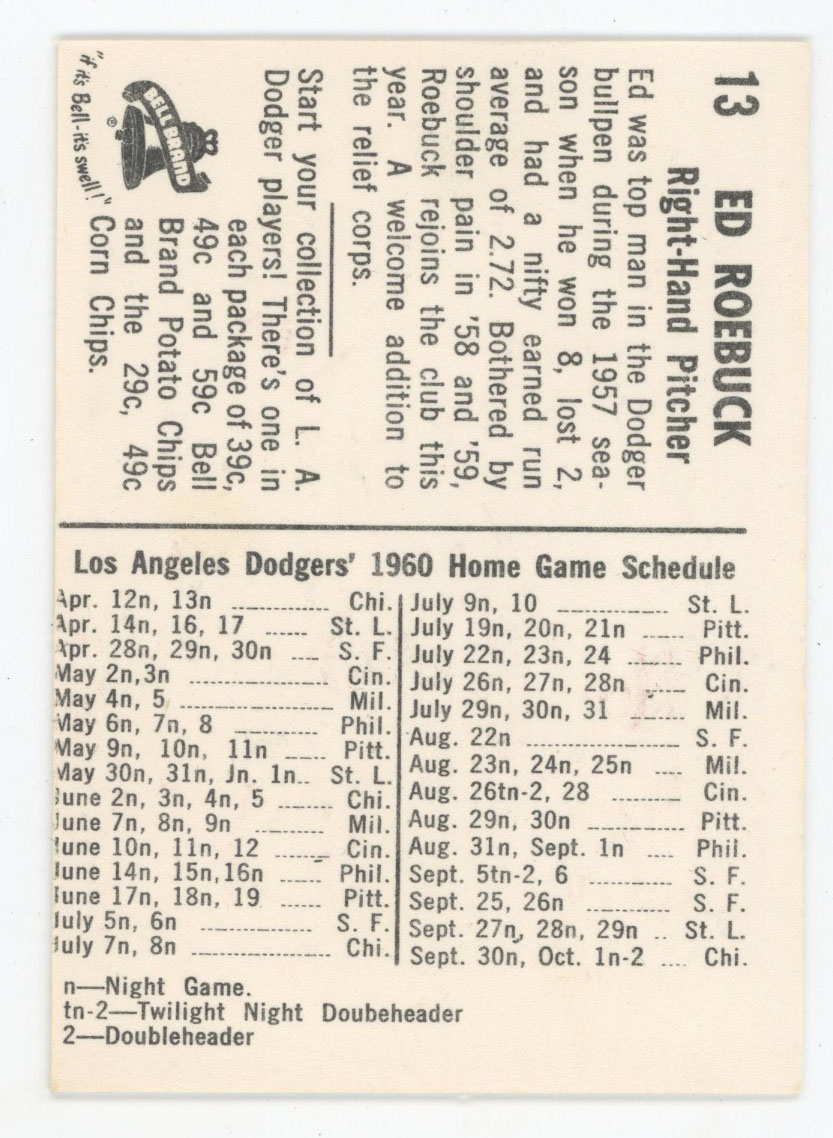 13 ED ROEBUCK
Right-Hand Pitcher
Ed was top man in the Dodger
bullpen during the 1957 sea-
son when he won 8, lost 2,
and had a nifty earned run
average of 2.72. Bothered by
shoulder pain in '58 and '59,
Roebuck rejoins the club this
year. A welcome addition to
the relief corps.
Start your collection of L. A.
Dodger players! There's one in
each package of 39c,
49c and 59c Bell
Brand Potato Chips
and the 29c, 49c
Corn Chips.
BELL BRAND
®
"if it's Bell-it's swell!"
Los Angeles Dodgers' 1960 Home Game Schedule
Apr. 12n, 13n ............ Chi.
Apr. 14n, 16, 17 ...... St. L.
Apr. 28n, 29n, 30n .... S. F.
May 2n,3n .................. Cin.
May 4n, 5 .................... Mil.
May 6n, 7n, 8 .......... Phil.
May 9n, 10n, 11n ..... Pitt.
May 30n, 31n, Jn. 1n.. St. L.
June 2n, 3n, 4n, 5 ....... Chi.
June 7n, 8n, 9n ......... Mil.
June 10n, 11n, 12 ....... Cin.
June 14n, 15n,16n ..... Phil.
June 17n, 18n, 19 ..... Pitt.
July 5n, 6n .............. S. F.
July 7n, 8n .................. Chi.
July 9n, 10 .............. St. L.
July 19n, 20n, 21n ..... Pitt.
July 22n, 23n, 24 ..... Phil.
July 26n, 27n, 28n ..... Cin.
July 29n, 30n, 31 ....... Mil.
Aug. 22n .................... S. F.
Aug. 23n, 24n, 25n .... Mil.
Aug. 26tn-2, 28 ......... Cin.
Aug. 29n, 30n ............ Pitt.
Aug. 31n, Sept. 1n .... Phil.
Sept. 5tn-2, 6 ........... S. F.
Sept. 25, 26n ........... S. F.
Sept. 27n, 28n, 29n .. St. L.
Sept. 30n, Oct. 1n-2 .... Chi.
n—Night Game.
tn-2—Twilight Night Doubeheader
2—Doubleheader